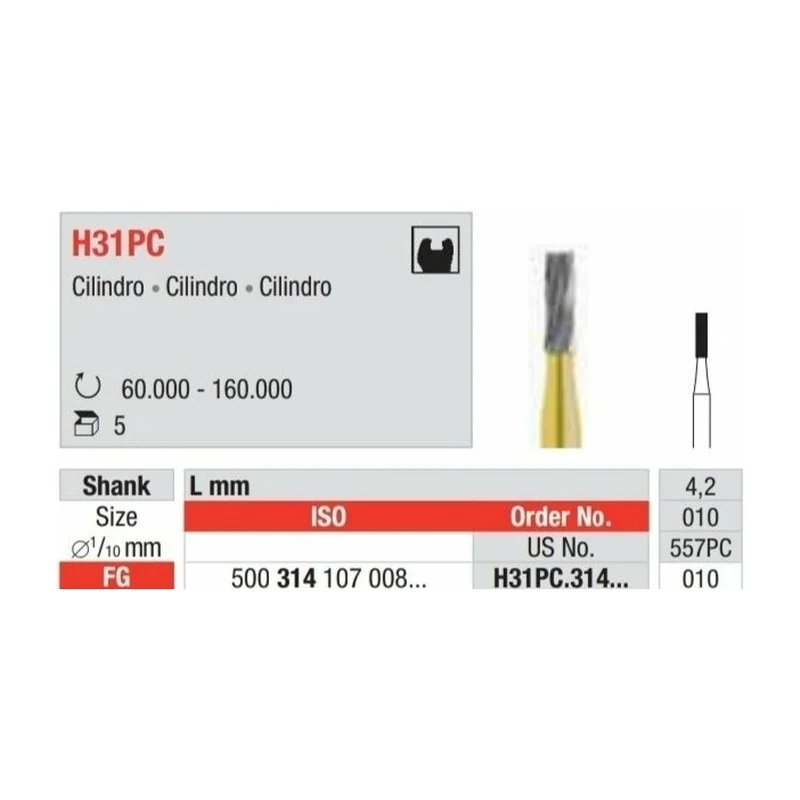 H31PC
Cilindro • Cilindro • Cilindro
60.000 - 160.000
5
Shank L mm 4,2
Size ISO Order No. 010
⌀1/10 mm US No. 557PC
FG 500 314 107 008... H31PC.314... 010